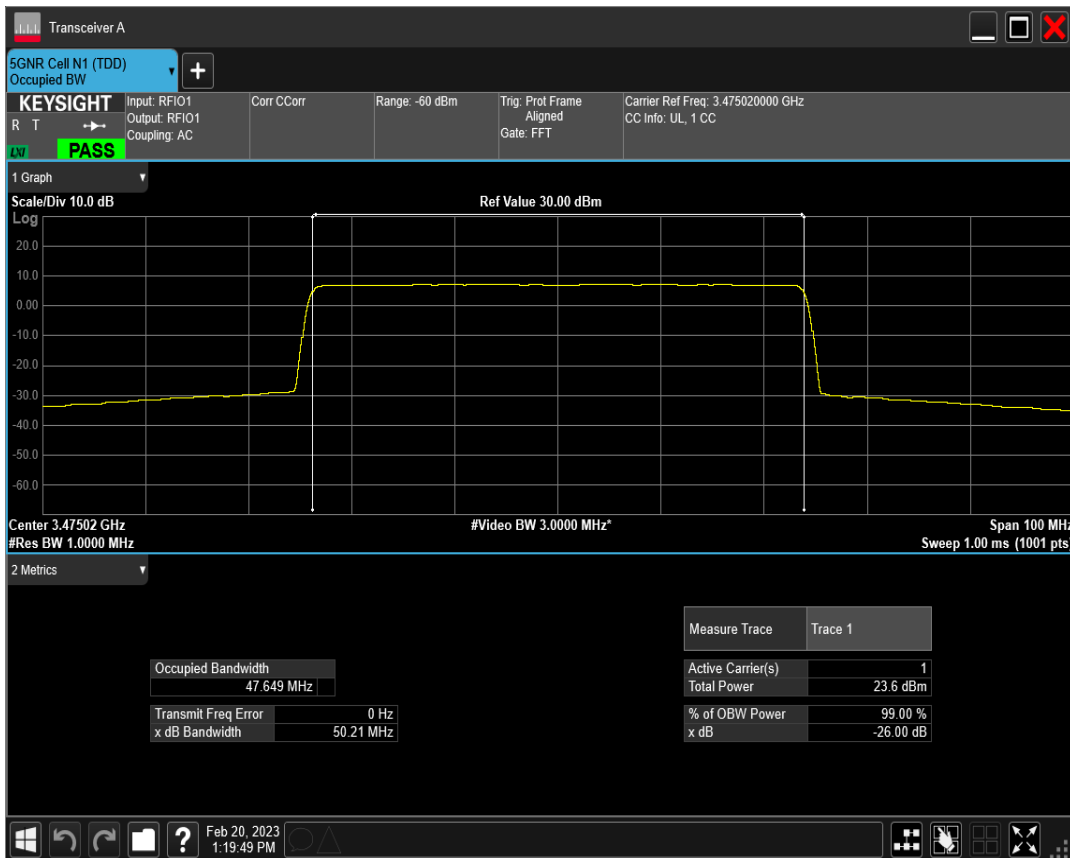 Transceiver A
5GNR Cell N1 (TDD)
Occupied BW
+
KEYSIGHT
R T
LXI
PASS
Input: RFIO1
Output: RFIO1
Coupling: AC
Corr CCorr
Range: -60 dBm
Trig: Prot Frame
Aligned
Gate: FFT
Carrier Ref Freq: 3.475020000 GHz
CC Info: UL, 1 CC
1 Graph
Scale/Div 10.0 dB
Ref Value 30.00 dBm
Log
20.0
10.0
0.00
-10.0
-20.0
-30.0
-40.0
-50.0
-60.0
Center 3.47502 GHz
#Video BW 3.0000 MHz*
Span 100 MHz
#Res BW 1.0000 MHz
Sweep 1.00 ms (1001 pts)
2 Metrics
Measure Trace Trace 1
Occupied Bandwidth
47.649 MHz
Active Carrier(s) 1
Total Power 23.6 dBm
Transmit Freq Error 0 Hz
x dB Bandwidth 50.21 MHz
% of OBW Power 99.00 %
x dB -26.00 dB
?
Feb 20, 2023
1:19:49 PM